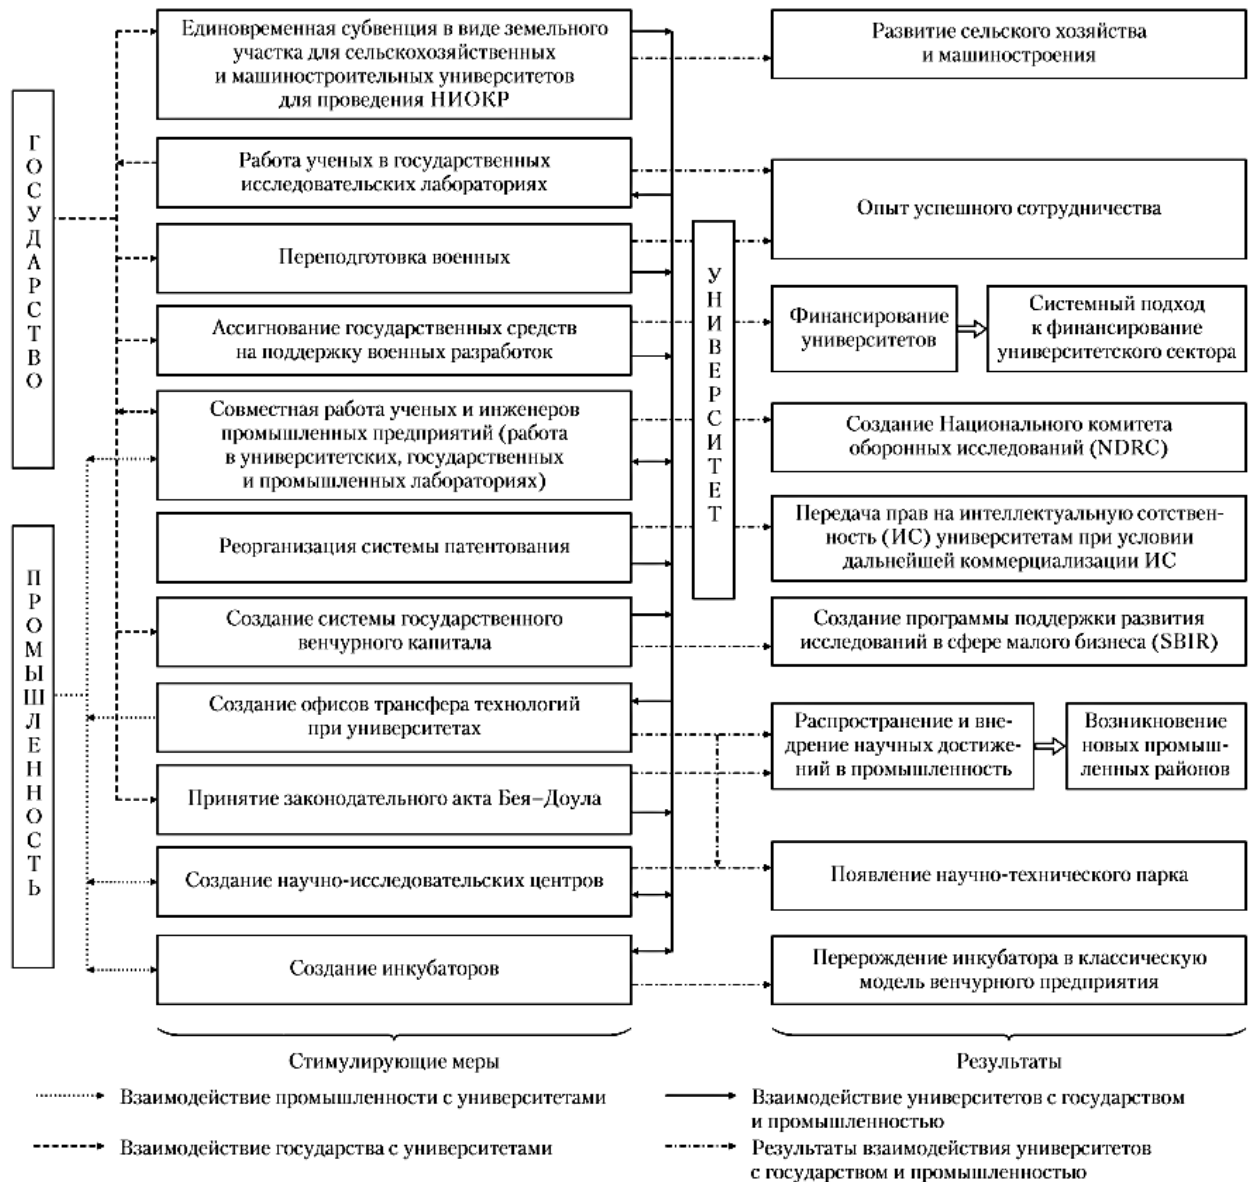 ГОСУДАРСТВО
ПРОМЫШЛЕННОСТЬ
Единовременная субвенция в виде земельного
участка для сельскохозяйственных
и машиностроительных университетов
для проведения НИОКР
Работа ученых в государственных
исследовательских лабораториях
Переподготовка военных
Ассигнование государственных средств
на поддержку военных разработок
Совместная работа ученых и инженеров
промышленных предприятий (работа
в университетских, государственных
и промышленных лабораториях)
Реорганизация системы патентования
Создание системы государственного
венчурного капитала
Создание офисов трансфера технологий
при университетах
Принятие законодательного акта Бея–Доула
Создание научно-исследовательских центров
Создание инкубаторов
УНИВЕРСИТЕТ
Развитие сельского хозяйства
и машиностроения
Опыт успешного сотрудничества
Финансирование
университетов
Системный подход
к финансирование
университетского сектора
Создание Национального комитета
оборонных исследований (NDRC)
Передача прав на интеллектуальную сотствен-
ность (ИС) университетам при условии
дальнейшей коммерциализации ИС
Создание программы поддержки развития
исследований в сфере малого бизнеса (SBIR)
Распространение и вне-
дрение научных достиже-
ний в промышленность
Возникновение
новых промыш-
ленных районов
Появление научно-технического парка
Перерождение инкубатора в классическую
модель венчурного предприятия
Стимулирующие меры
Результаты
Взаимодействие промышленности с университетами
Взаимодействие государства с университетами
Взаимодействие университетов с государством
и промышленностью
Результаты взаимодействия университетов
с государством и промышленностью